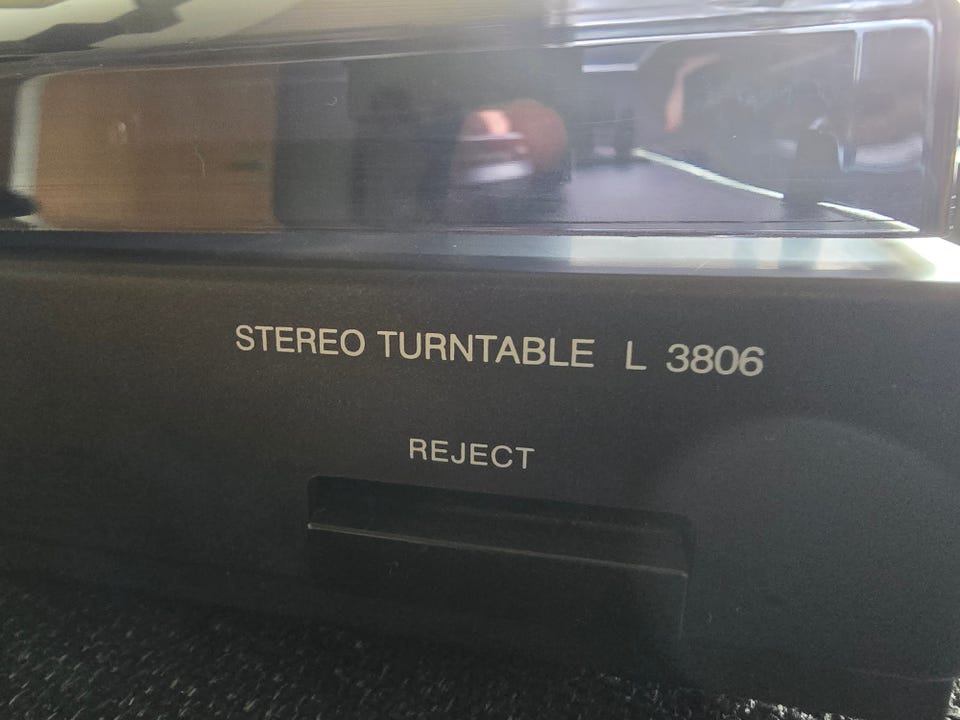 STEREO TURNTABLE L 3806
REJECT